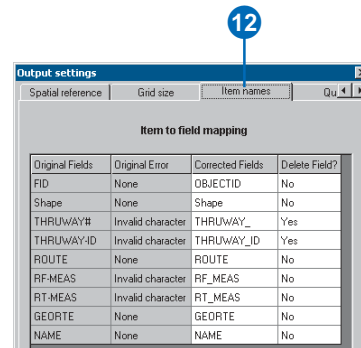 12
Output settings
Spatial reference Grid size Item names Qu
Item to field mapping
Original Fields Original Error Corrected Fields Delete Field?
FID None OBJECTID No
Shape None Shape No
THRUWAY# Invalid character THRUWAY_ Yes
THRUWAY-ID Invalid character THRUWAY_ID Yes
ROUTE None ROUTE No
RF-MEAS Invalid character RF_MEAS No
RT-MEAS Invalid character RT_MEAS No
GEORTE None GEORTE No
NAME None NAME No